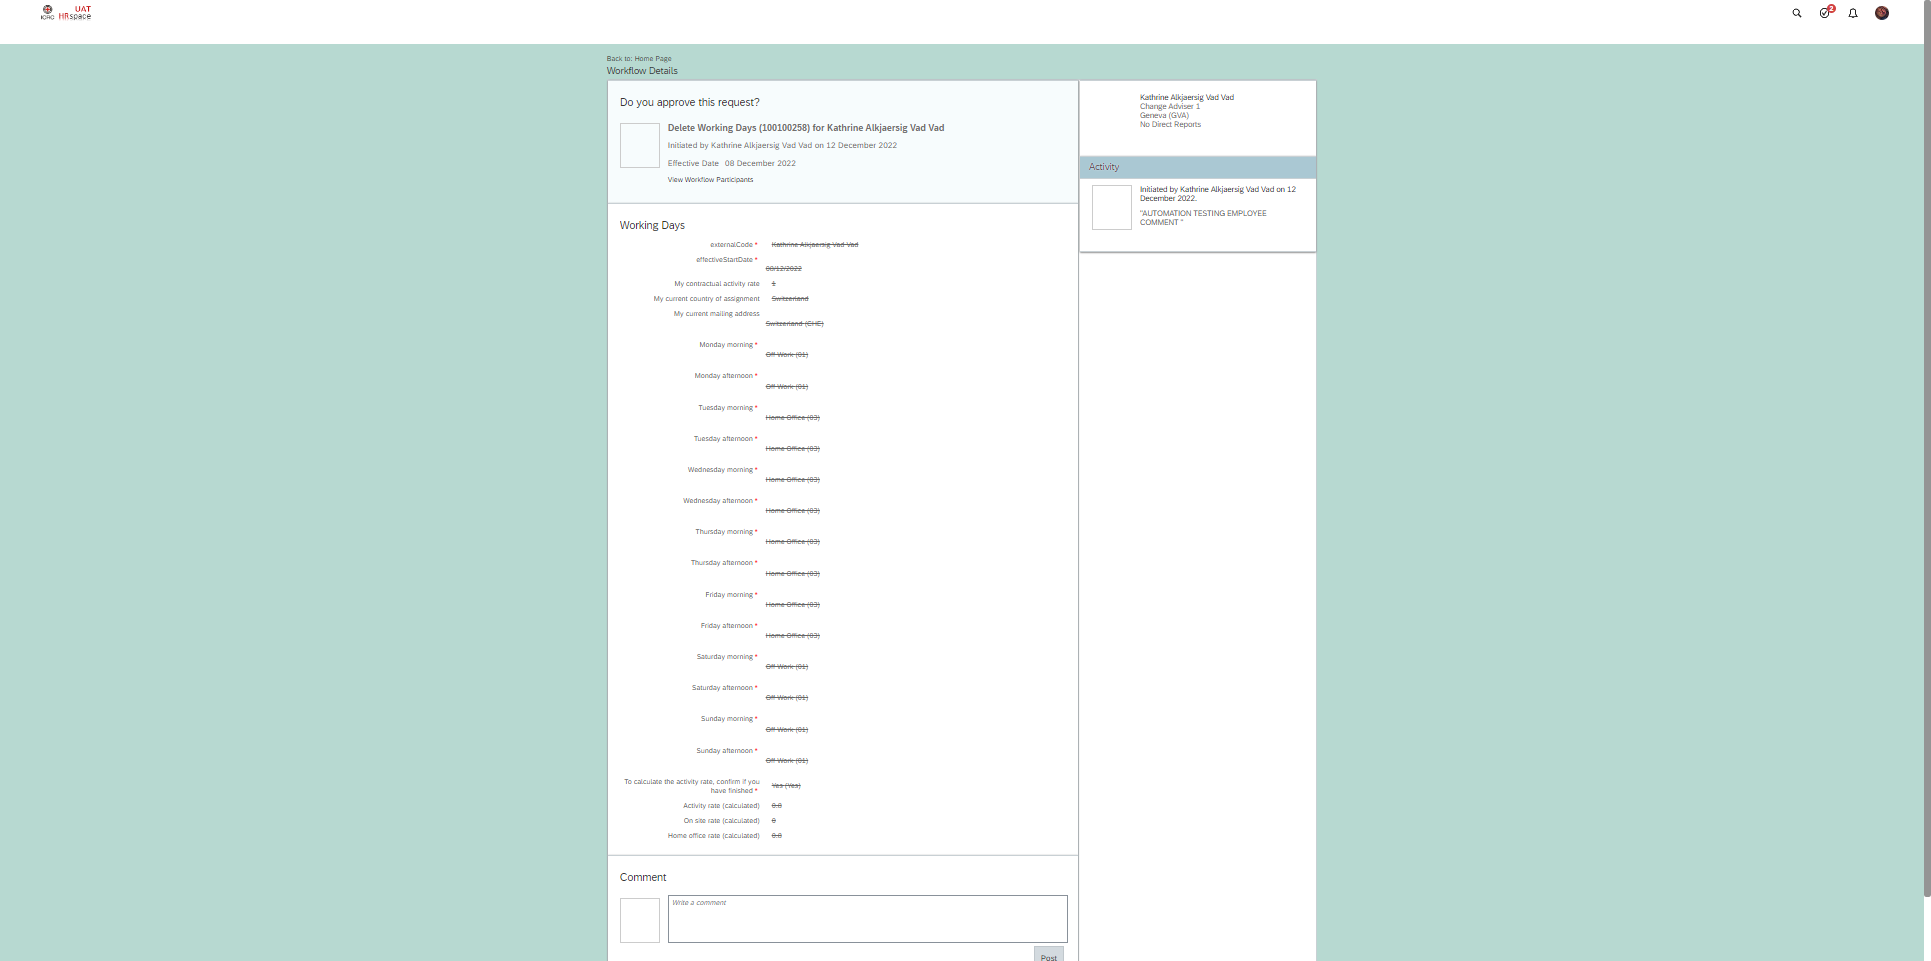 ICRC
UAT
HRspace
2
Back to: Home Page
Workflow Details
Do you approve this request?
Delete Working Days (100100258) for Kathrine Alkjaersig Vad Vad
Initiated by Kathrine Alkjaersig Vad Vad on 12 December 2022
Effective Date 08 December 2022
View Workflow Participants
Working Days
externalCode * Kathrine Alkjaersig Vad Vad
effectiveStartDate *
08/12/2022
My contractual activity rate 1
My current country of assignment Switzerland
My current mailing address
Switzerland (CHE)
Monday morning *
Off Work (01)
Monday afternoon *
Off Work (01)
Tuesday morning *
Home Office (03)
Tuesday afternoon *
Home Office (03)
Wednesday morning *
Home Office (03)
Wednesday afternoon *
Home Office (03)
Thursday morning *
Home Office (03)
Thursday afternoon *
Home Office (03)
Friday morning *
Home Office (03)
Friday afternoon *
Home Office (03)
Saturday morning *
Off Work (01)
Saturday afternoon *
Off Work (01)
Sunday morning *
Off Work (01)
Sunday afternoon *
Off Work (01)
To calculate the activity rate, confirm if you
have finished * Yes (Yes)
Activity rate (calculated) 0.8
On site rate (calculated) 0
Home office rate (calculated) 0.8
Comment
Write a comment
Post
Kathrine Alkjaersig Vad Vad
Change Adviser 1
Geneva (GVA)
No Direct Reports
Activity
Initiated by Kathrine Alkjaersig Vad Vad on 12
December 2022.
"AUTOMATION TESTING EMPLOYEE
COMMENT "